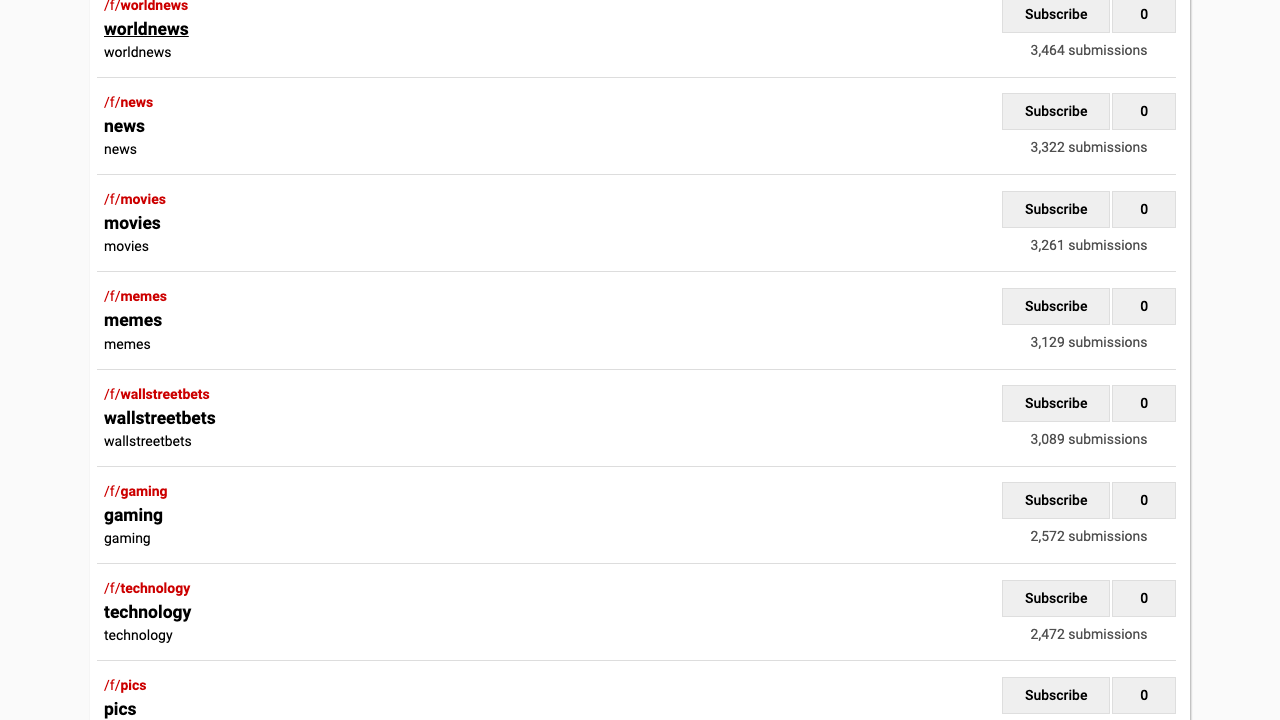 /f/worldnews
worldnews
worldnews
Subscribe 0
3,464 submissions
/f/news
news
news
Subscribe 0
3,322 submissions
/f/movies
movies
movies
Subscribe 0
3,261 submissions
/f/memes
memes
memes
Subscribe 0
3,129 submissions
/f/wallstreetbets
wallstreetbets
wallstreetbets
Subscribe 0
3,089 submissions
/f/gaming
gaming
gaming
Subscribe 0
2,572 submissions
/f/technology
technology
technology
Subscribe 0
2,472 submissions
/f/pics
pics
Subscribe 0